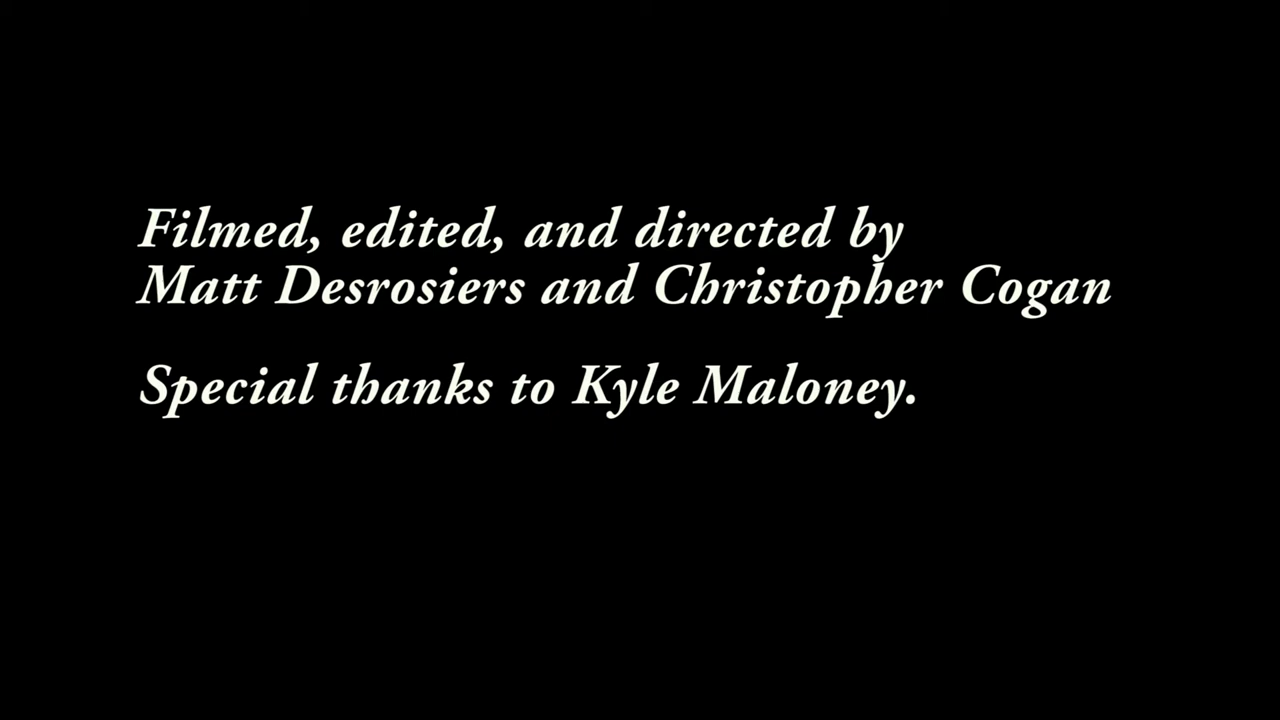 Filmed, edited, and directed by
Matt Desrosiers and Christopher Cogan
Special thanks to Kyle Maloney.